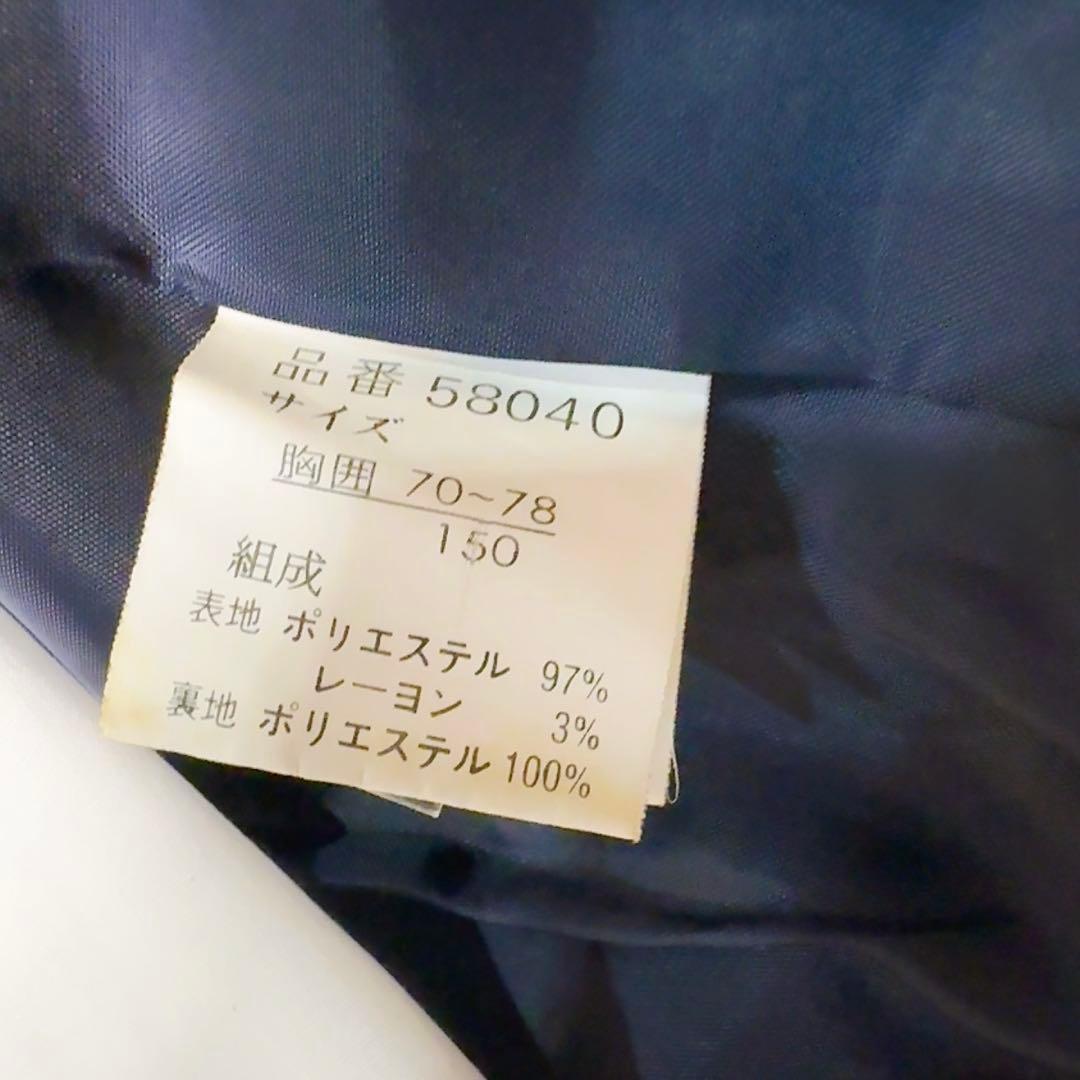 品番 58040
サイズ
胸囲 70~78
150
組成
表地 ポリエステル 97%
レーヨン 3%
裏地 ポリエステル 100%